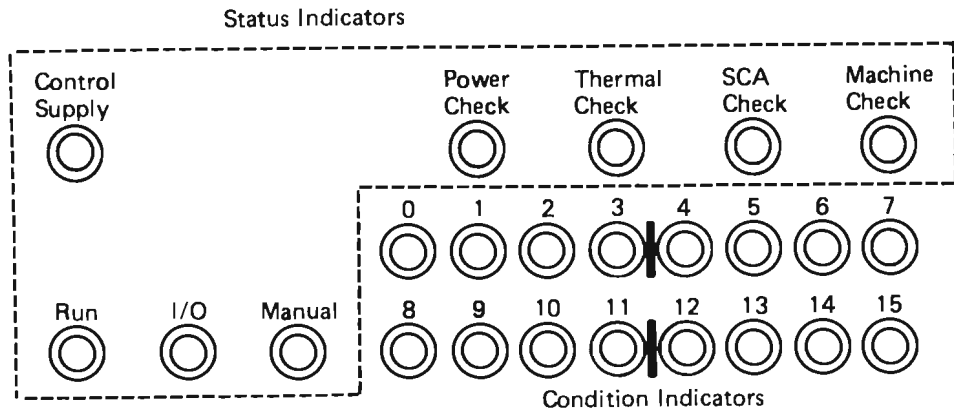 Status Indicators
Control Supply
Power Check
Thermal Check
SCA Check
Machine Check
0 1 2 3 4 5 6 7
Run I/O Manual
8 9 10 11 12 13 14 15
Condition Indicators